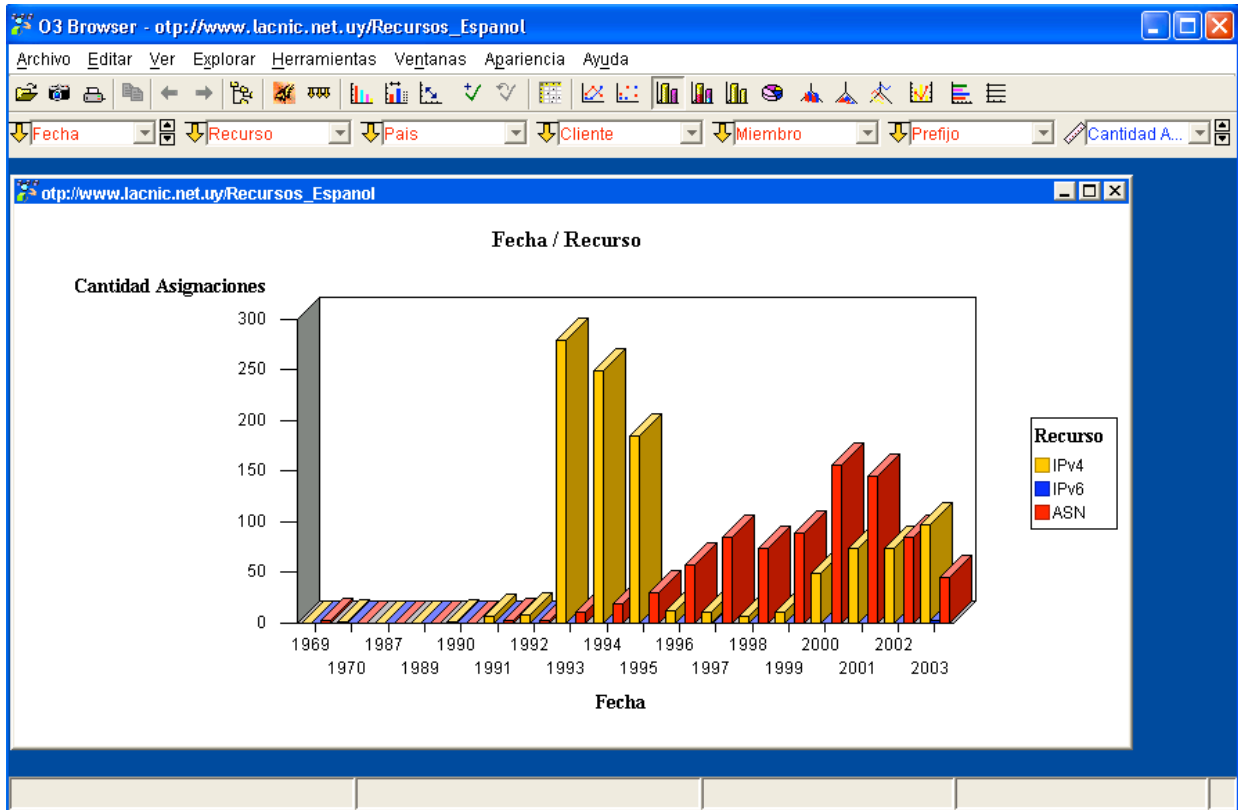 O3 Browser - otp://www.lacnic.net.uy/Recursos_Espanol
Archivo Editar Ver Explorar Herramientas Ventanas Apariencia Ayuda
Fecha Recurso Pais Cliente Miembro Prefijo Cantidad A...
otp://www.lacnic.net.uy/Recursos_Espanol
Fecha / Recurso
Cantidad Asignaciones
300
250
200
150
100
50
0
1969 1987 1990 1992 1994 1996 1998 2000 2002
1970 1989 1991 1993 1995 1997 1999 2001 2003
Fecha
Recurso
IPv4
IPv6
ASN